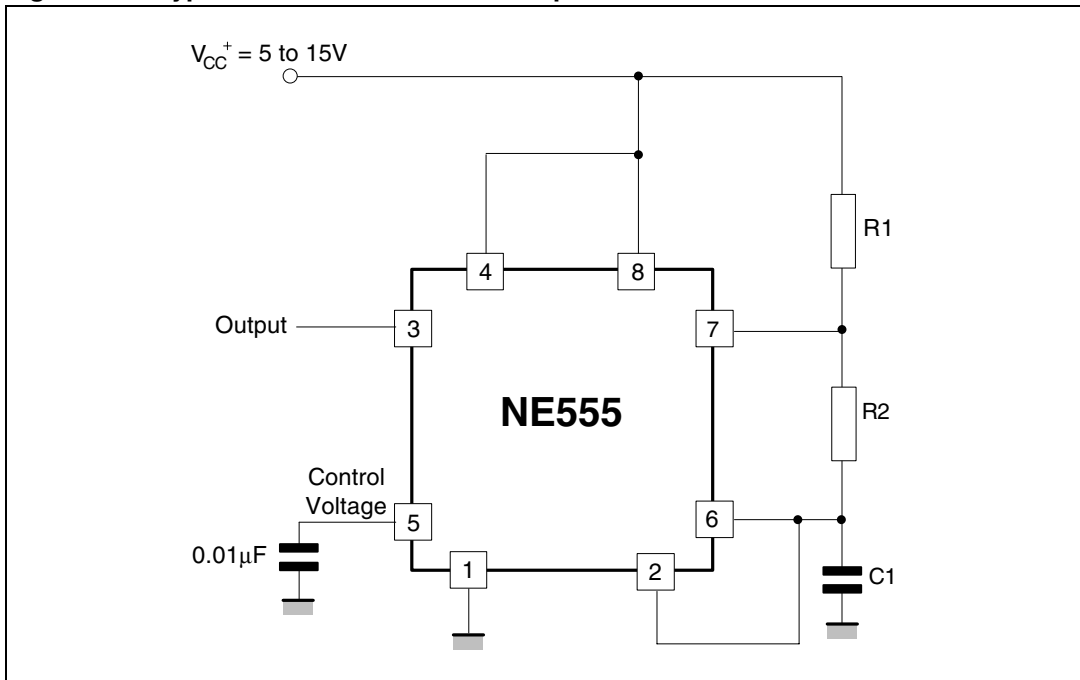 V_CC^+ = 5 to 15V
R1
4
8
Output
3
7
NE555
R2
Control
Voltage
5
6
0.01μF
1
2
C1